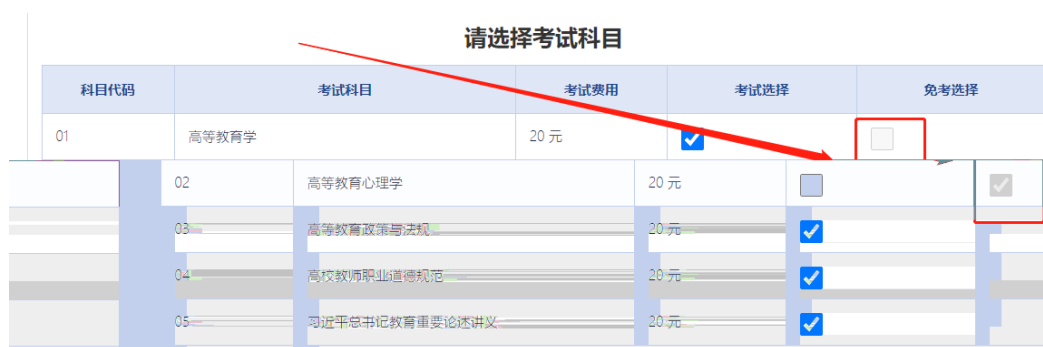 请选择考试科目
科目代码 考试科目 考试费用 考试选择 免考选择
01 高等教育学 20 元
02 高等教育心理学 20 元
03 高等教育政策与法规 20 元
04 高校教师职业道德规范 20 元
05 习近平总书记教育重要论述讲义 20 元